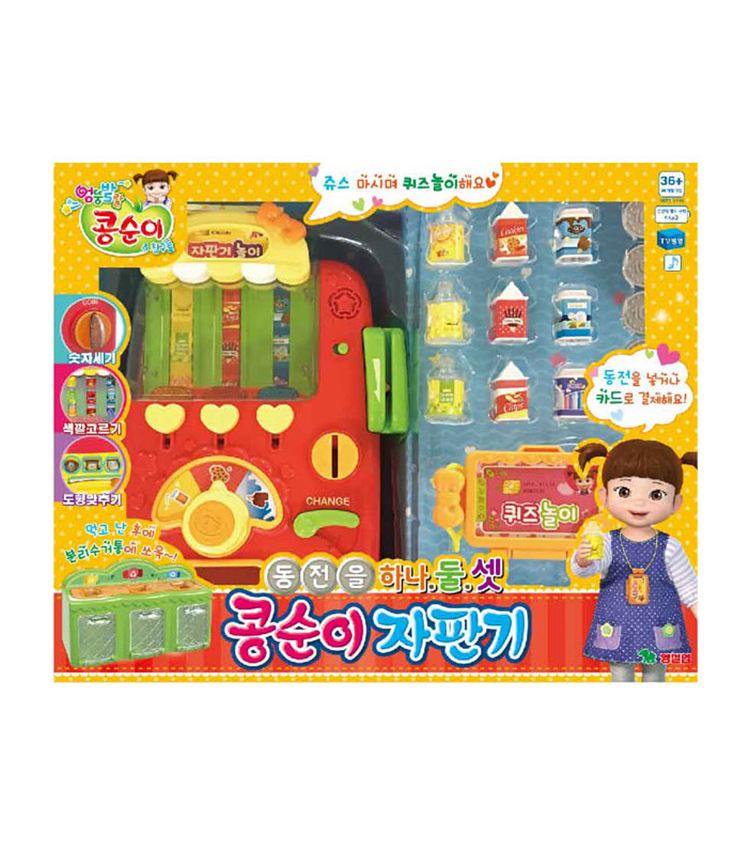 쥬스 마시며 퀴즈놀이해요
36+
엉뚱발랄
콩순이
자판기 놀이
COIN
숫자세기
색깔고르기
도형맞추기
Cookies
Chips
동전을 넣거나
카드로 결제해요!
CHANGE
퀴즈놀이
먹고 난 후에
분리수거통에 쏘옥~!
동전을 하나.둘.셋
콩순이 자판기
영실업